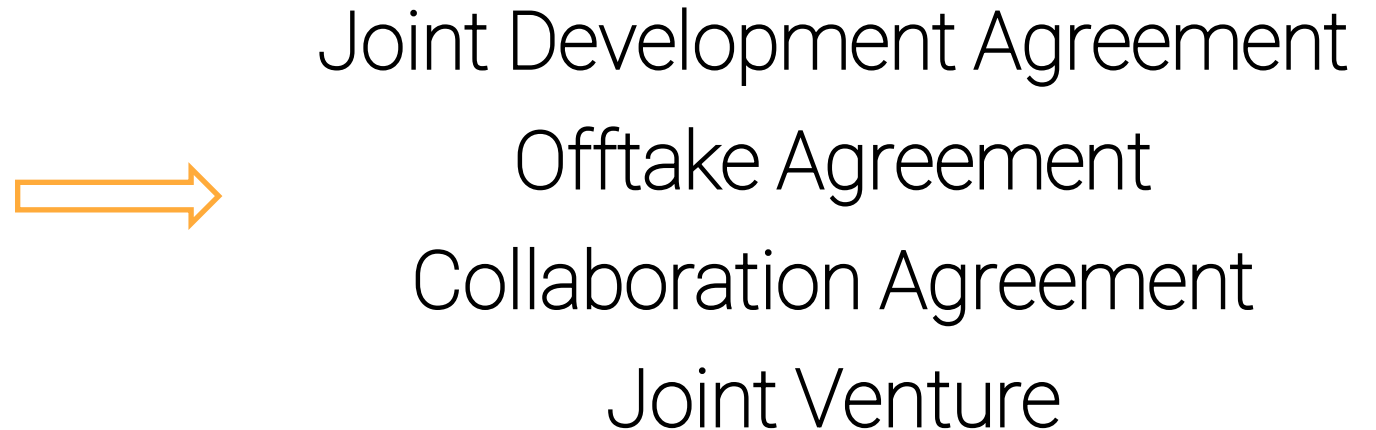 Joint Development Agreement
Offtake Agreement
Collaboration Agreement
Joint Venture